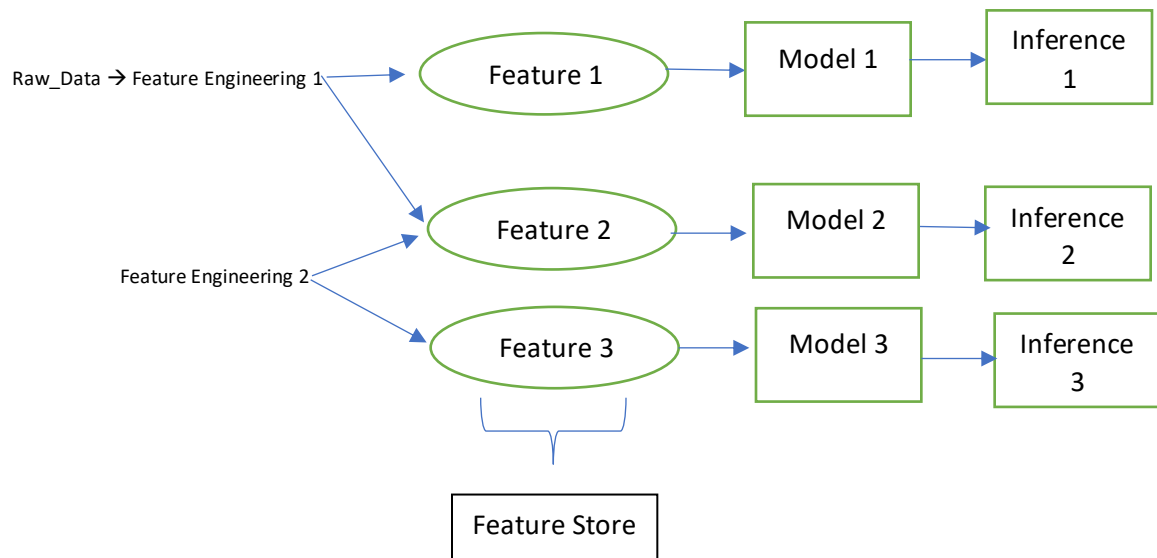 Raw_Data → Feature Engineering 1
Feature 1
Model 1
Inference
1
Feature Engineering 2
Feature 2
Model 2
Inference
2
Feature 3
Model 3
Inference
3
Feature Store